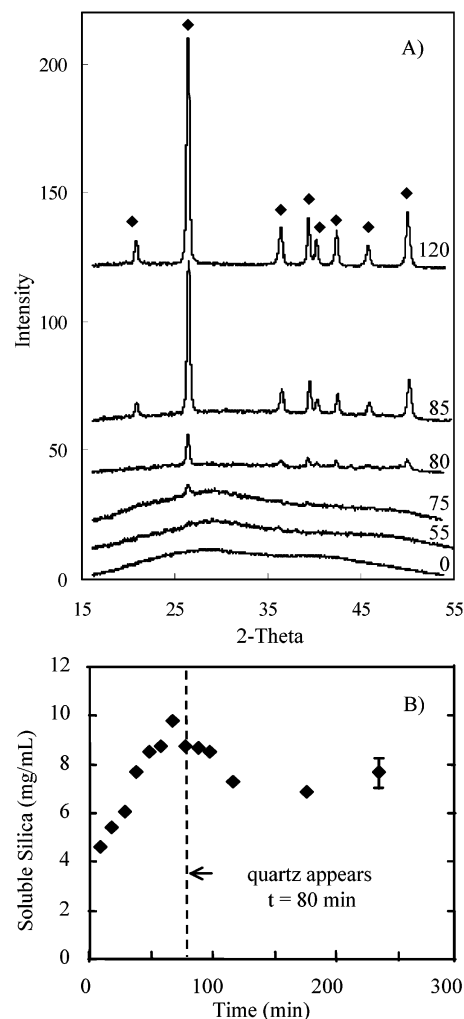 A)
200
150
100
50
0
Intensity
120
85
80
75
55
0
15 25 35 45 55
2-Theta
B)
12
10
8
6
4
2
0
Soluble Silica (mg/mL)
quartz appears
t = 80 min
0 100 200 300
Time (min)